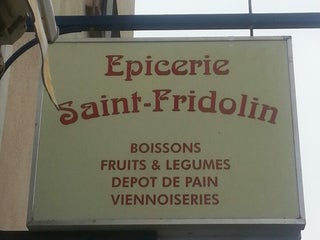 Epicerie
Saint-Fridolin
BOISSONS
FRUITS & LEGUMES
DEPOT DE PAIN
VIENNOISERIES